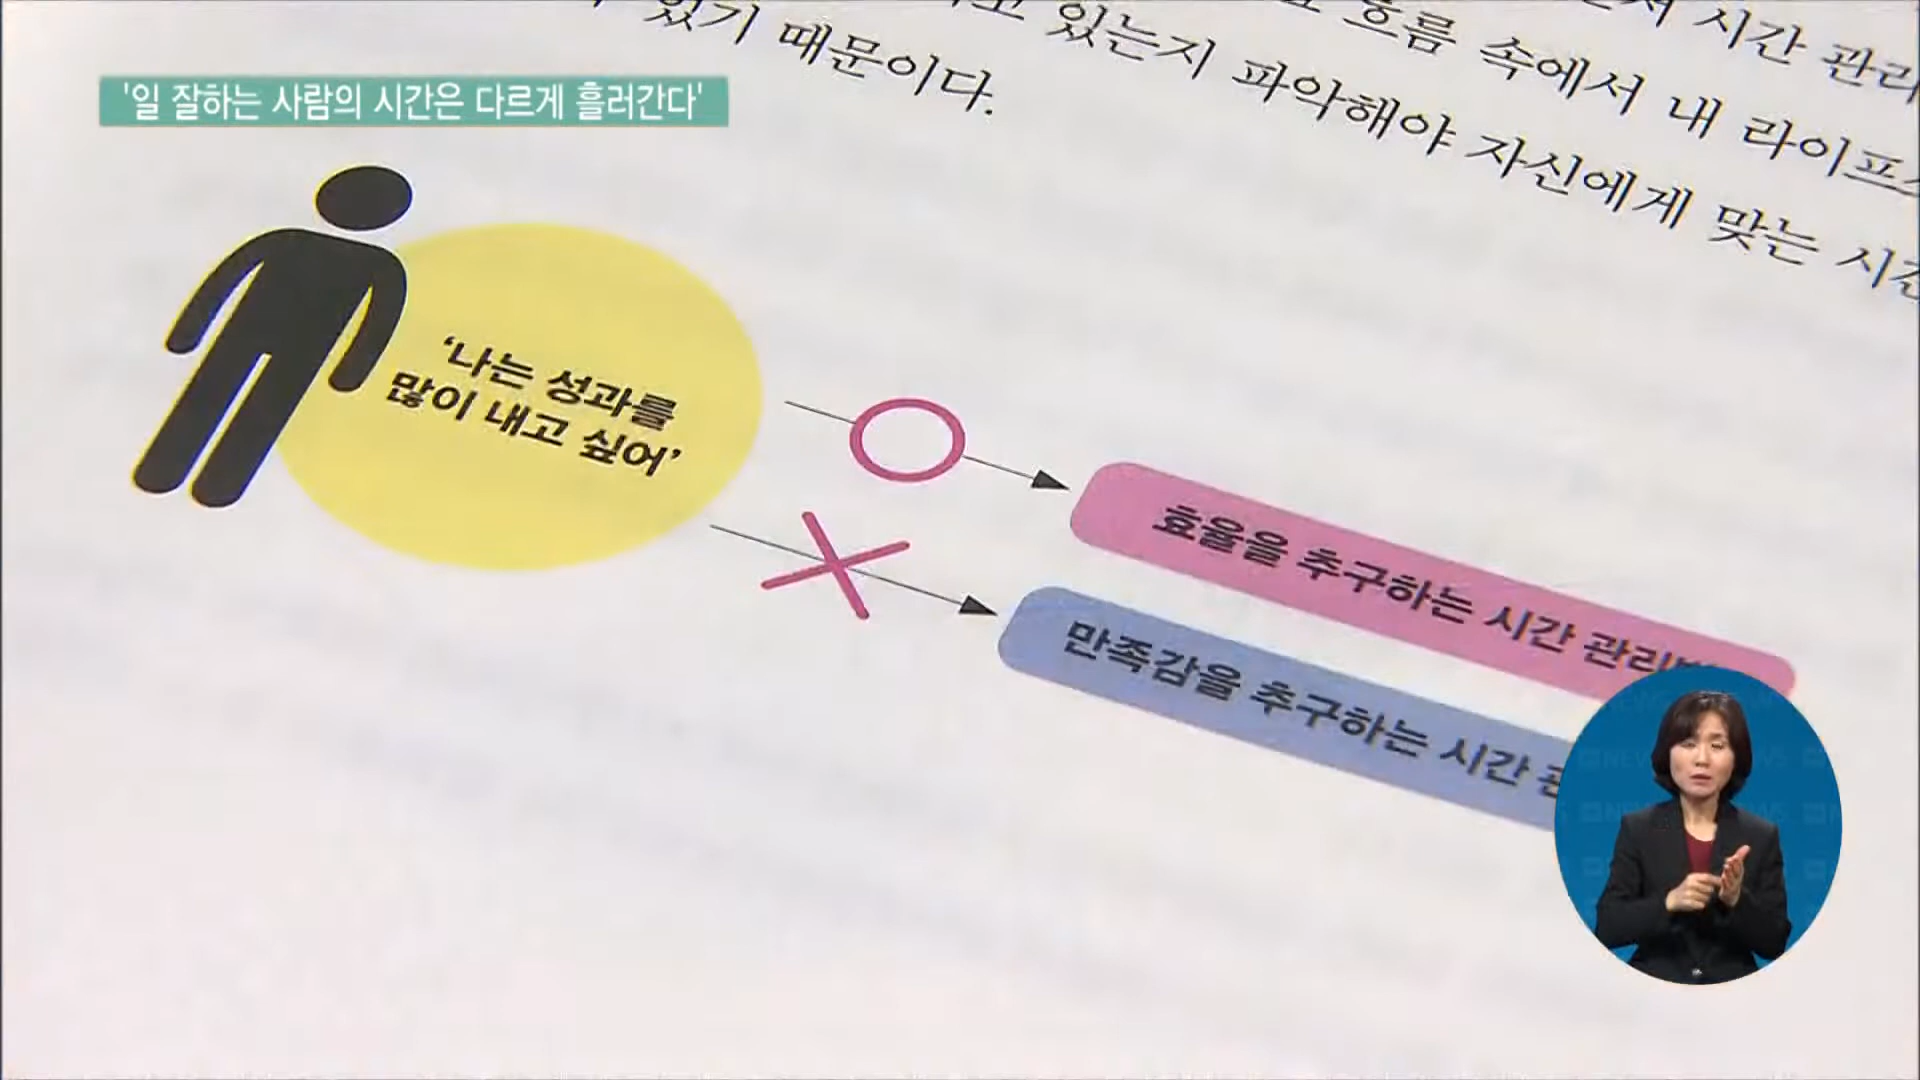 '일 잘하는 사람의 시간은 다르게 흘러간다'
시간 관리
흐름 속에서 내 라이프스
있는지 파악해야 자신에게 맞는 시간
있기 때문이다.
'나는 성과를
많이 내고 싶어'
효율을 추구하는 시간 관리
만족감을 추구하는 시간